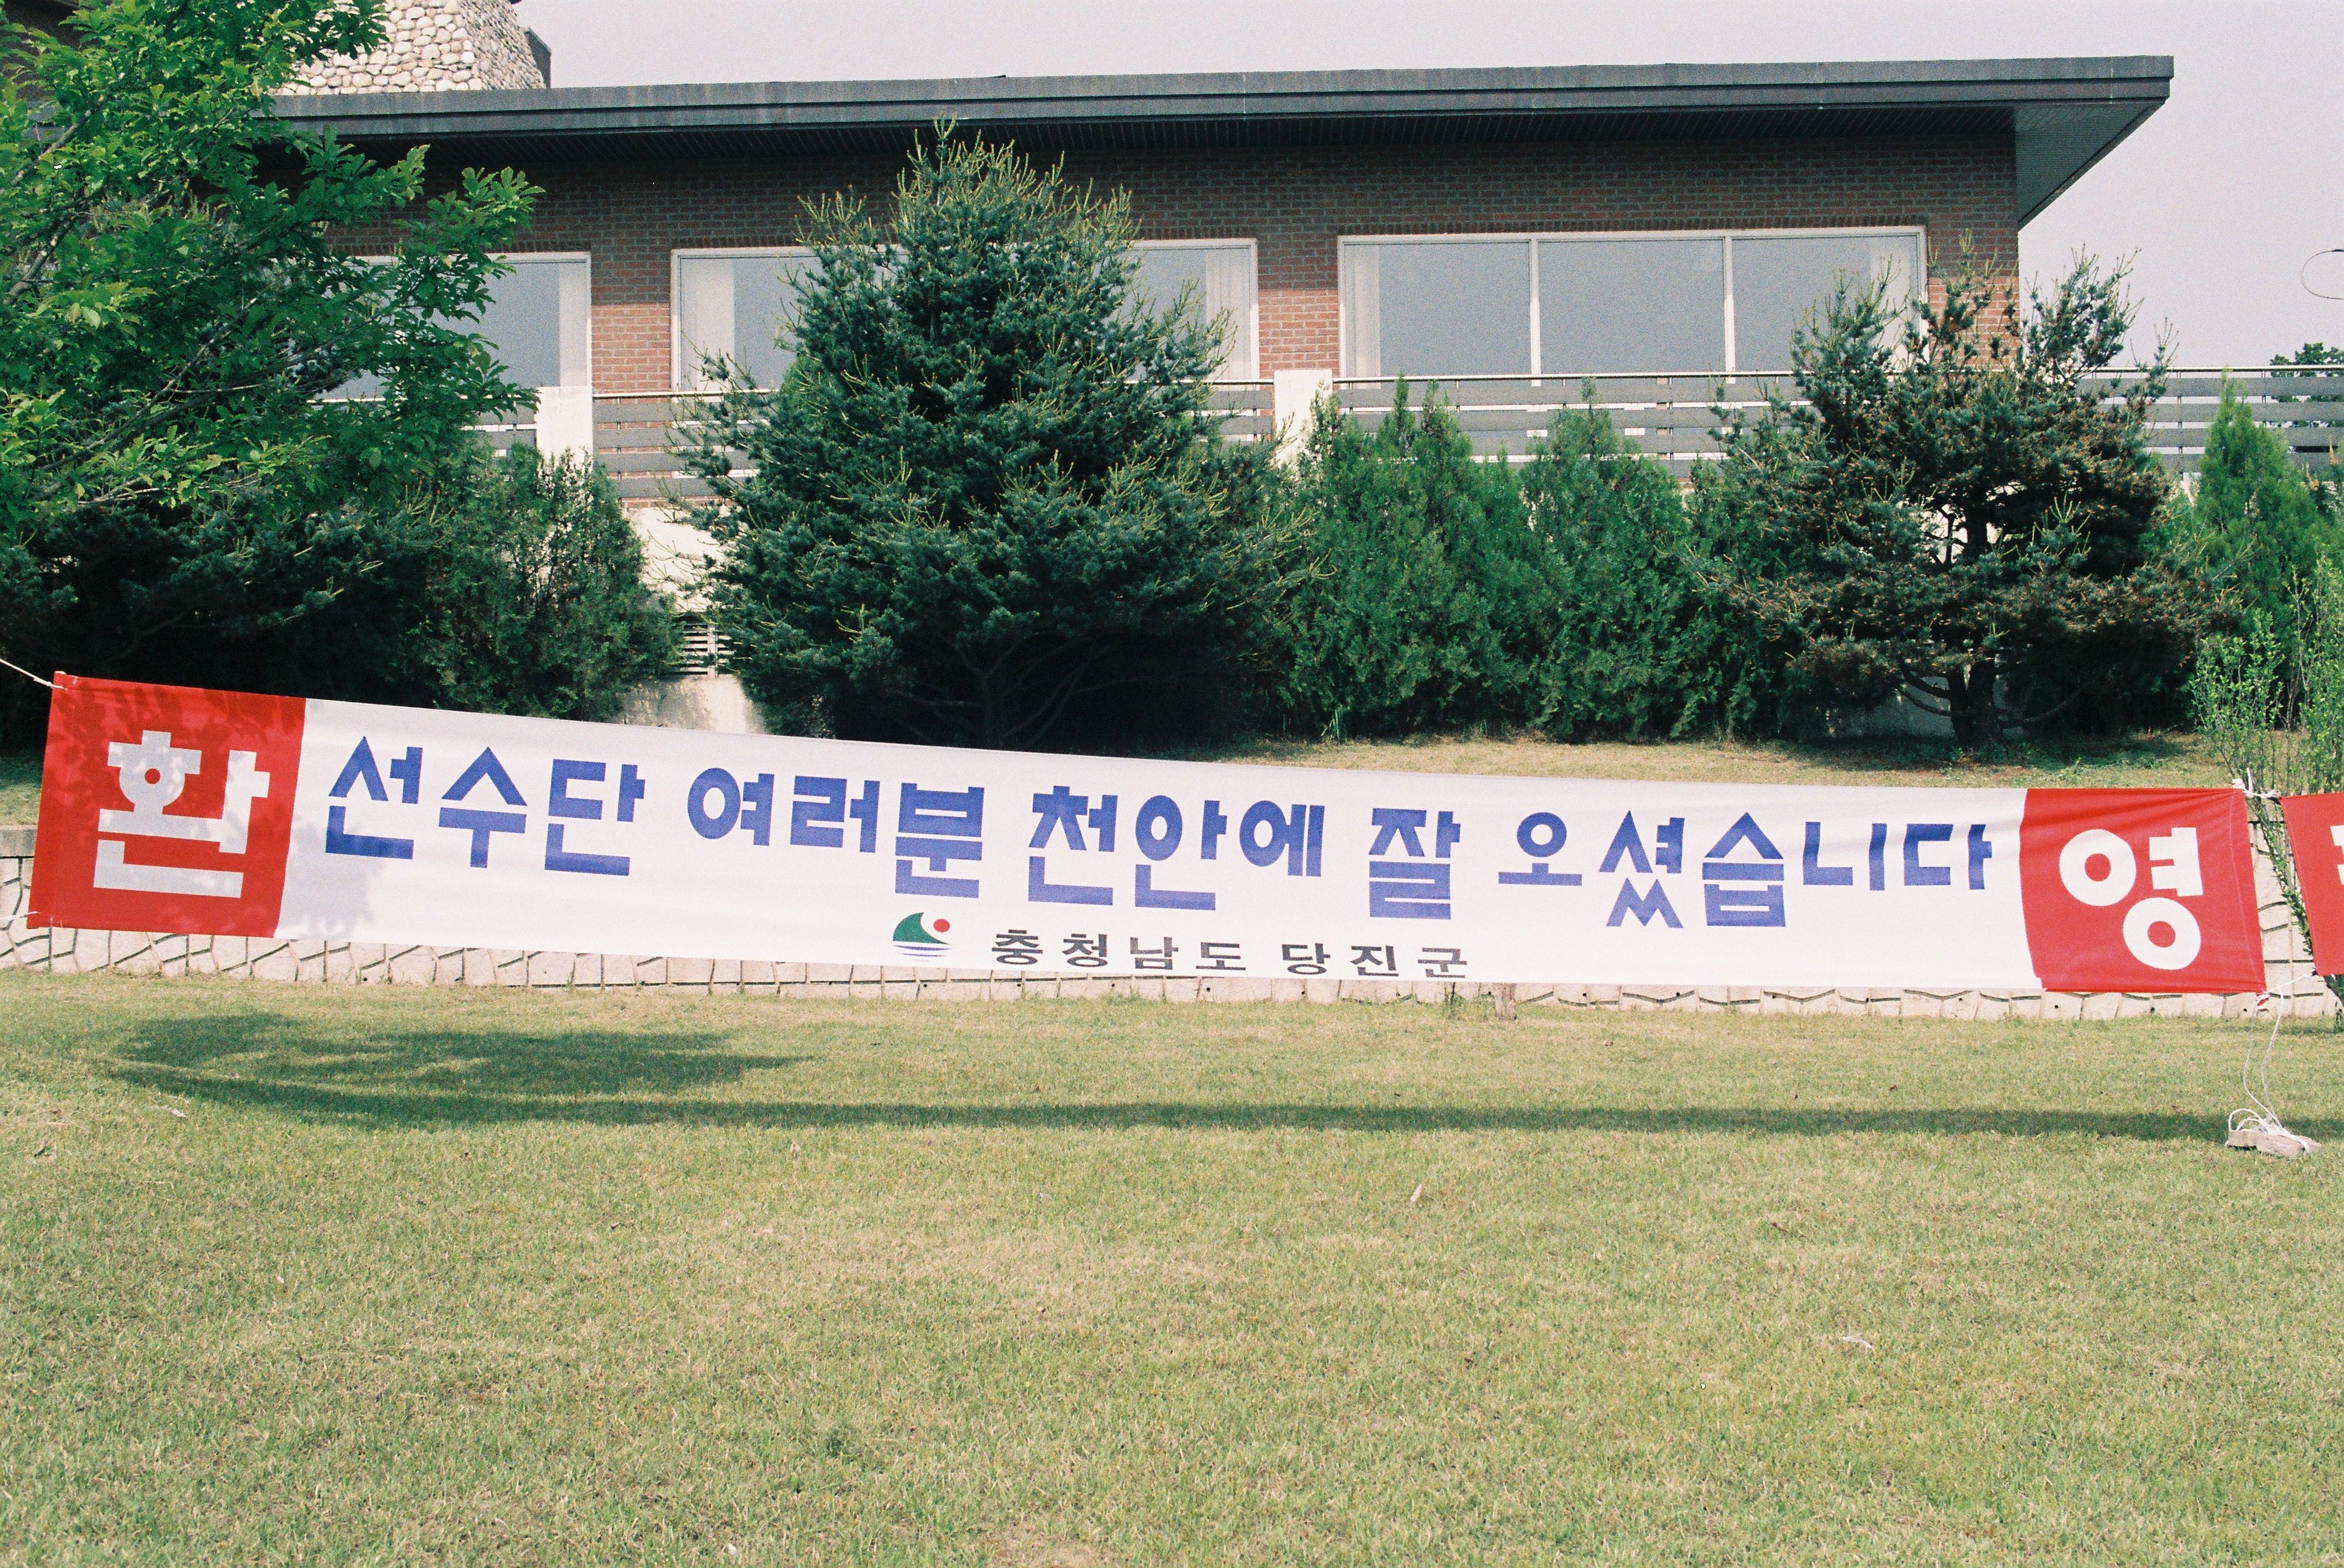 환 선수단 여러분 천안에 잘 오셨습니다 영
충청남도 당진군